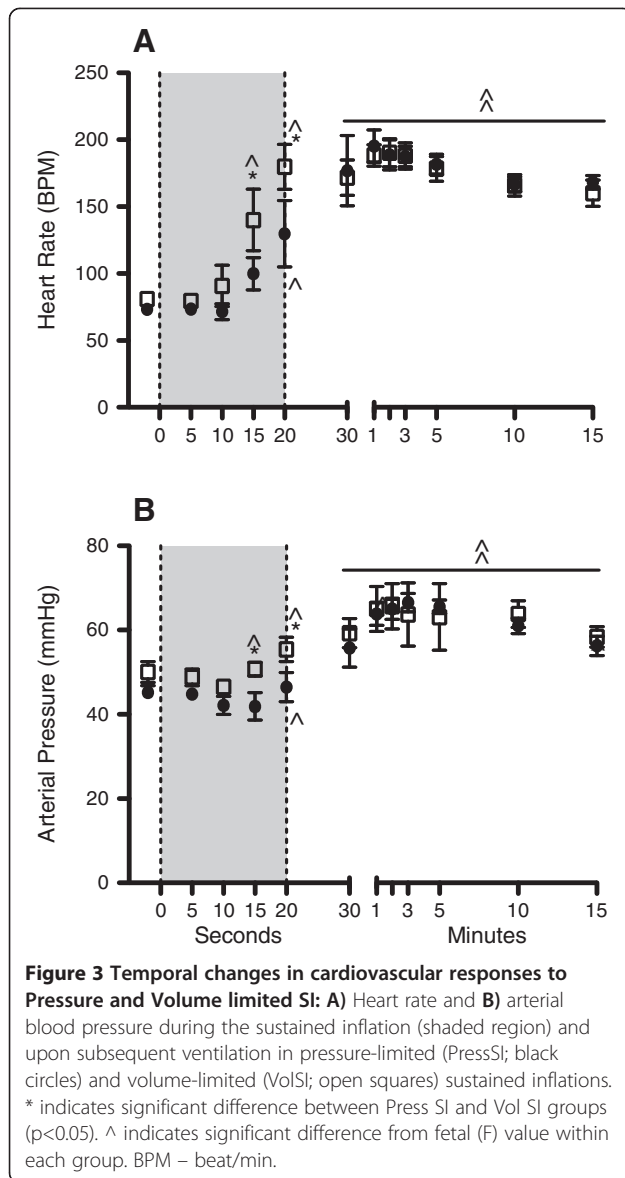 A
250
200
150
100
50
0
Heart Rate (BPM)
^
*
^
*
^
^
^
0 5 10 15 20 30 1 3 5 10 15
B
80
60
40
20
0
Arterial Pressure (mmHg)
^
*
^
*
^
^
^
0 5 10 15 20 30 1 3 5 10 15
Seconds Minutes
Figure 3 Temporal changes in cardiovascular responses to
Pressure and Volume limited SI: A) Heart rate and B) arterial
blood pressure during the sustained inflation (shaded region) and
upon subsequent ventilation in pressure-limited (PressSI; black
circles) and volume-limited (VolSI; open squares) sustained inflations.
* indicates significant difference between Press SI and Vol SI groups
(p<0.05). ^ indicates significant difference from fetal (F) value within
each group. BPM – beat/min.